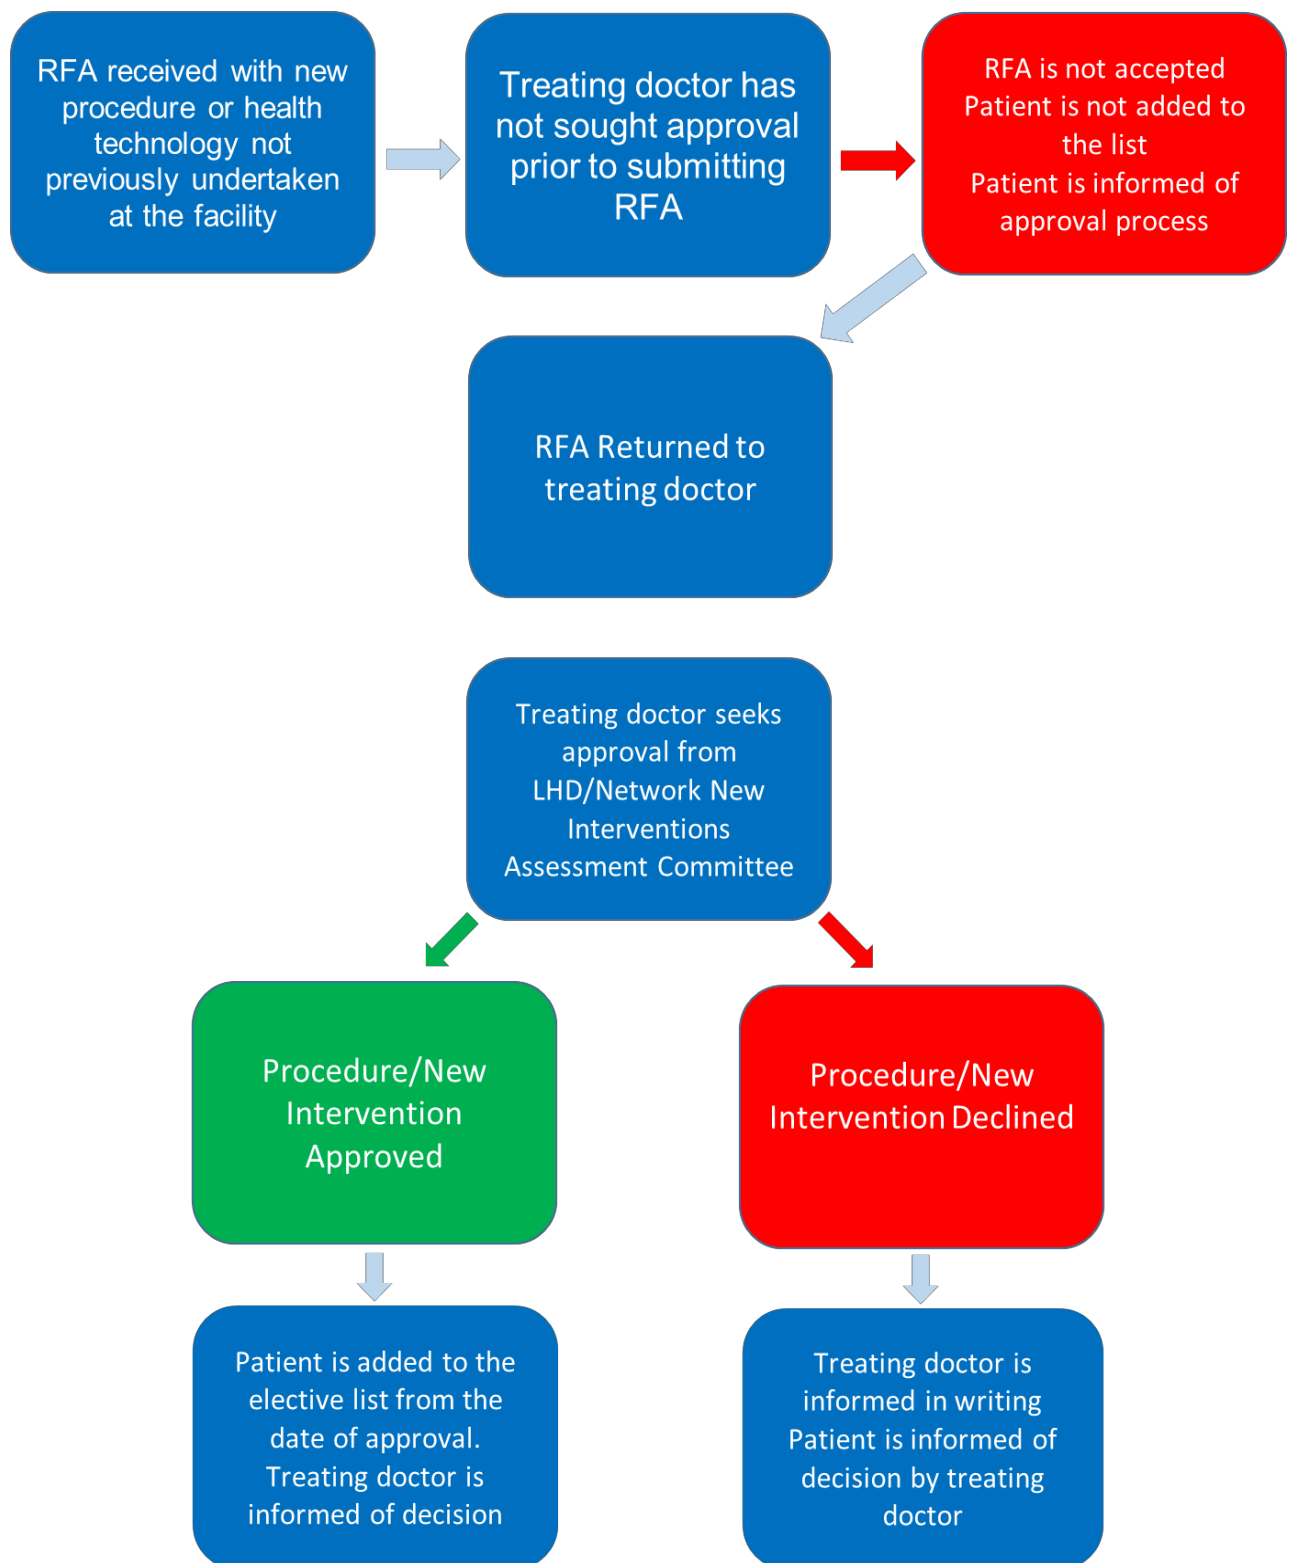 RFA received with new
procedure or health
technology not
previously undertaken
at the facility
Treating doctor has
not sought approval
prior to submitting
RFA
RFA is not accepted
Patient is not added to
the list
Patient is informed of
approval process
RFA Returned to
treating doctor
Treating doctor seeks
approval from
LHD/Network New
Interventions
Assessment Committee
Procedure/New
Intervention
Approved
Procedure/New
Intervention Declined
Patient is added to the
elective list from the
date of approval.
Treating doctor is
informed of decision
Treating doctor is
informed in writing
Patient is informed of
decision by treating
doctor